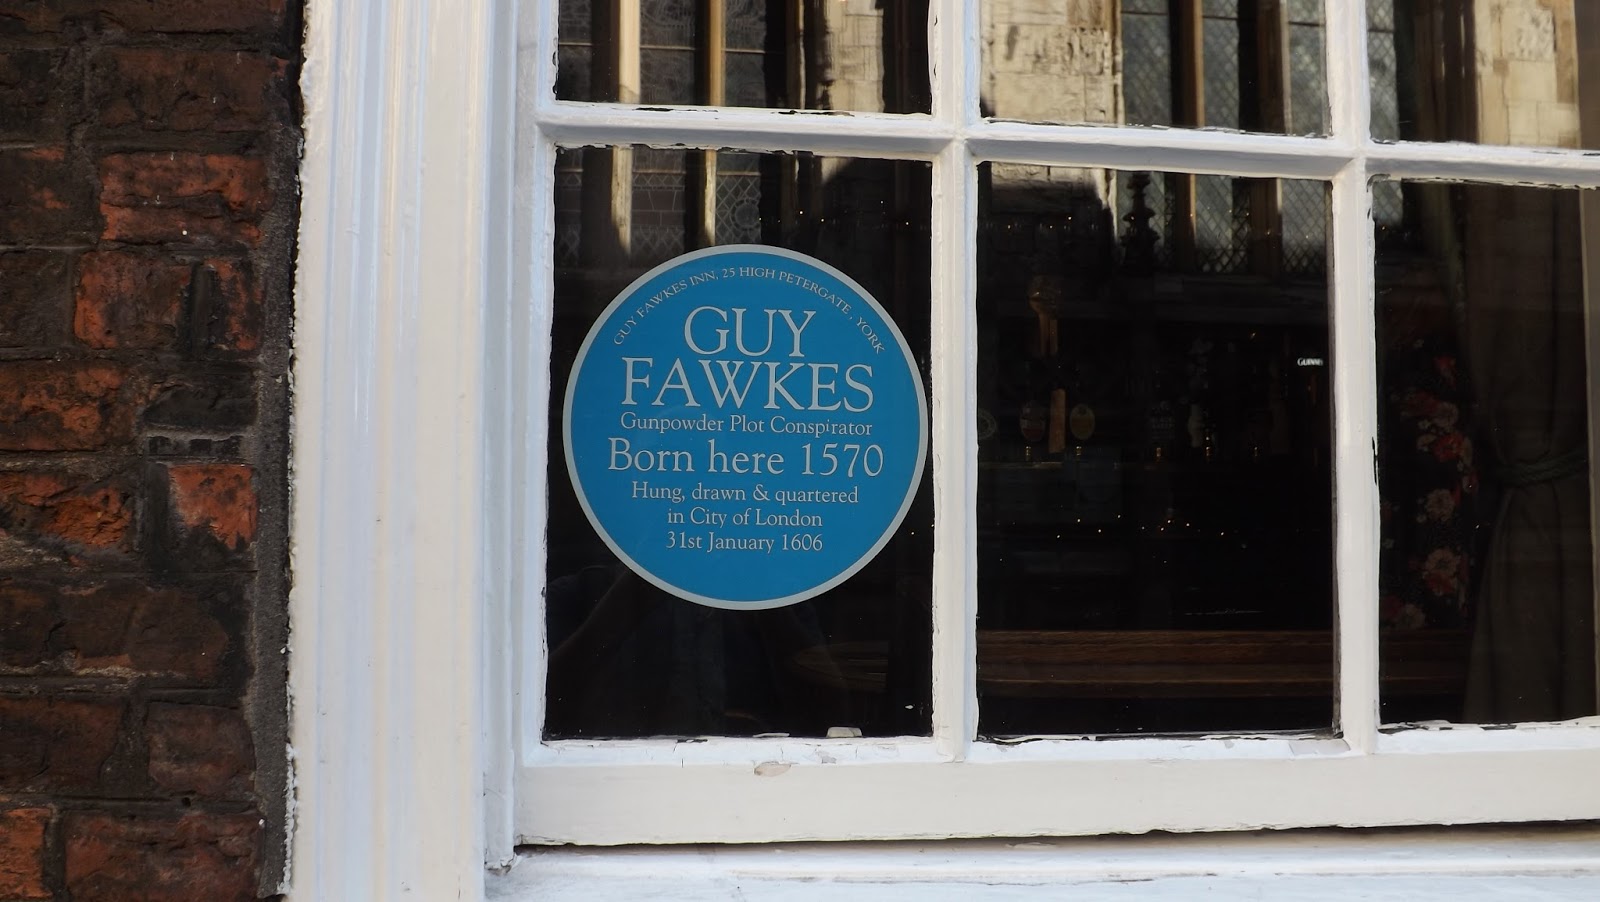 GUY FAWKES INN, 25 HIGH PETERGATE . YORK
GUY
FAWKES
Gunpowder Plot Conspirator
Born here 1570
Hung, drawn & quartered
in City of London
31st January 1606
GUINNESS